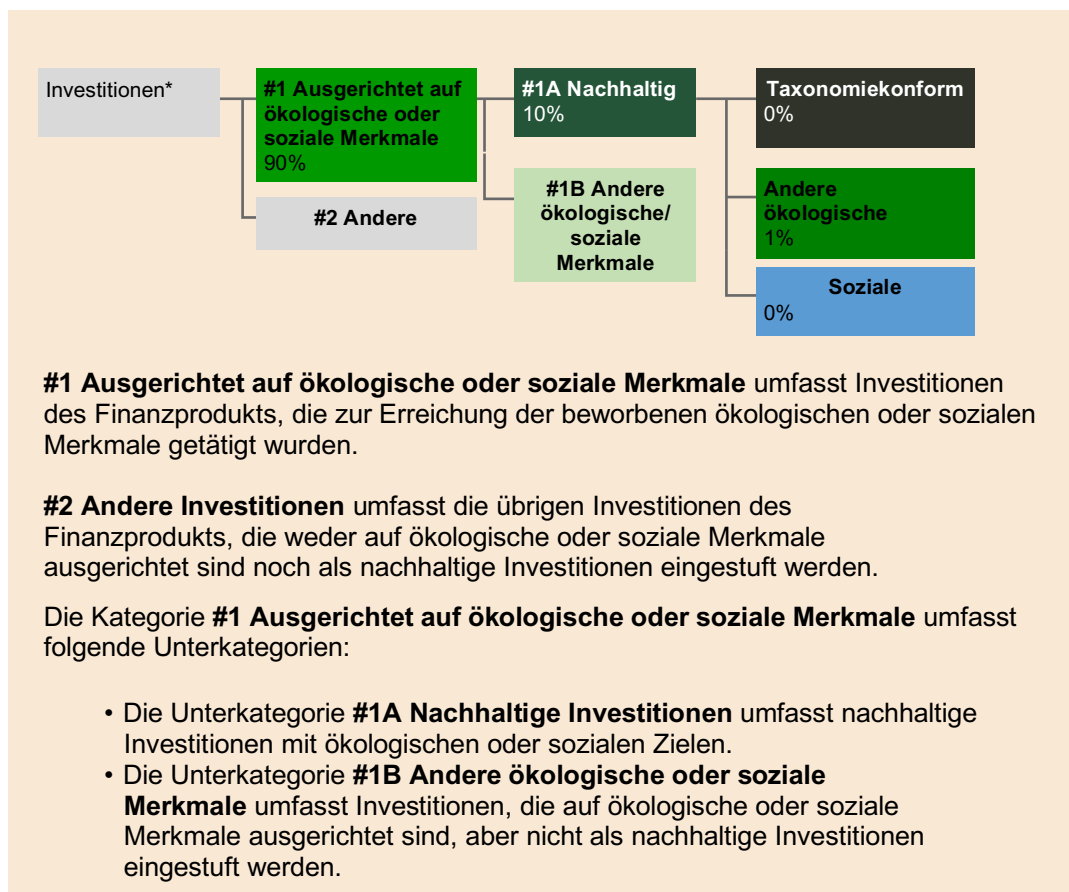 Investitionen*
#1 Ausgerichtet auf
ökologische oder
soziale Merkmale
90%
#2 Andere
#1A Nachhaltig
10%
#1B Andere
ökologische/
soziale
Merkmale
Taxonomiekonform
0%
Andere
ökologische
1%
Soziale
0%
#1 Ausgerichtet auf ökologische oder soziale Merkmale umfasst Investitionen
des Finanzprodukts, die zur Erreichung der beworbenen ökologischen oder sozialen
Merkmale getätigt wurden.
#2 Andere Investitionen umfasst die übrigen Investitionen des
Finanzprodukts, die weder auf ökologische oder soziale Merkmale
ausgerichtet sind noch als nachhaltige Investitionen eingestuft werden.
Die Kategorie #1 Ausgerichtet auf ökologische oder soziale Merkmale umfasst
folgende Unterkategorien:
• Die Unterkategorie #1A Nachhaltige Investitionen umfasst nachhaltige
Investitionen mit ökologischen oder sozialen Zielen.
• Die Unterkategorie #1B Andere ökologische oder soziale
Merkmale umfasst Investitionen, die auf ökologische oder soziale
Merkmale ausgerichtet sind, aber nicht als nachhaltige Investitionen
eingestuft werden.